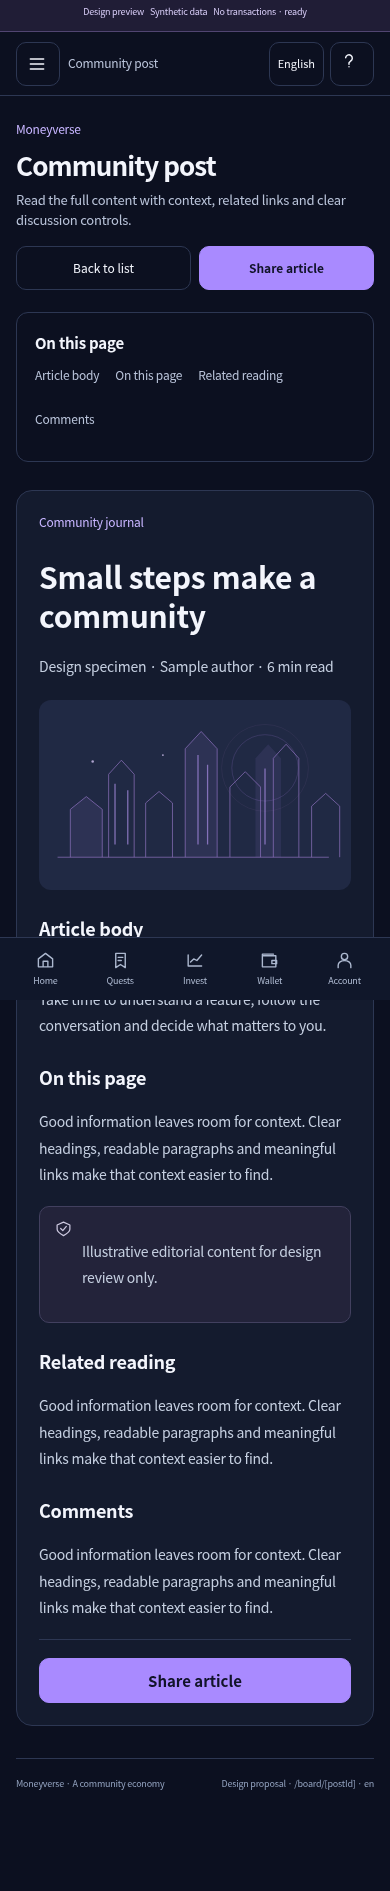 Design preview Synthetic data No transactions · ready
Community post
English
?
Moneyverse
Community post
Read the full content with context, related links and clear
discussion controls.
Back to list
Share article
On this page
Article body On this page Related reading
Comments
Community journal
Small steps make a
community
Design specimen · Sample author · 6 min read
Article body
Home Quests Invest Wallet Account
Take time to understand a feature, follow the
conversation and decide what matters to you.
On this page
Good information leaves room for context. Clear
headings, readable paragraphs and meaningful
links make that context easier to find.
Illustrative editorial content for design
review only.
Related reading
Good information leaves room for context. Clear
headings, readable paragraphs and meaningful
links make that context easier to find.
Comments
Good information leaves room for context. Clear
headings, readable paragraphs and meaningful
links make that context easier to find.
Share article
Moneyverse · A community economy
Design proposal · /board/[postId] · en